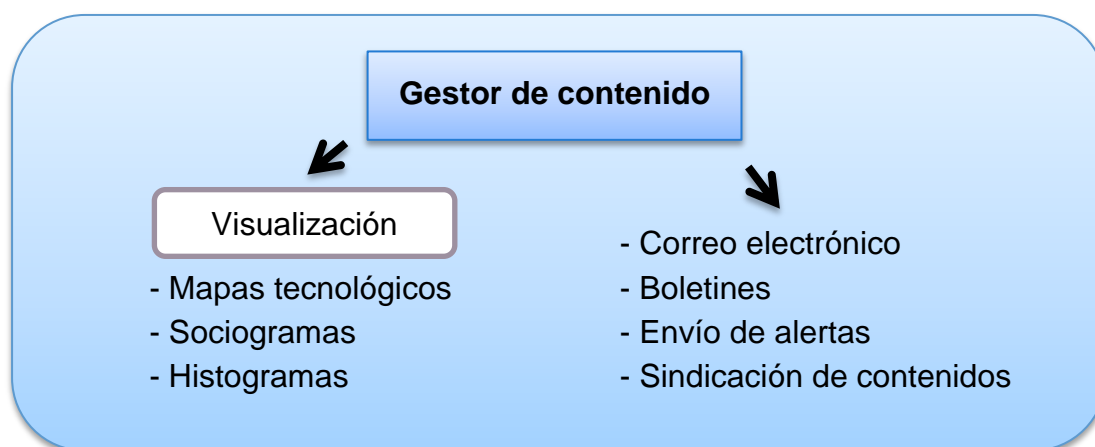 Gestor de contenido
Visualización
- Mapas tecnológicos
- Sociogramas
- Histogramas
- Correo electrónico
- Boletines
- Envío de alertas
- Sindicación de contenidos